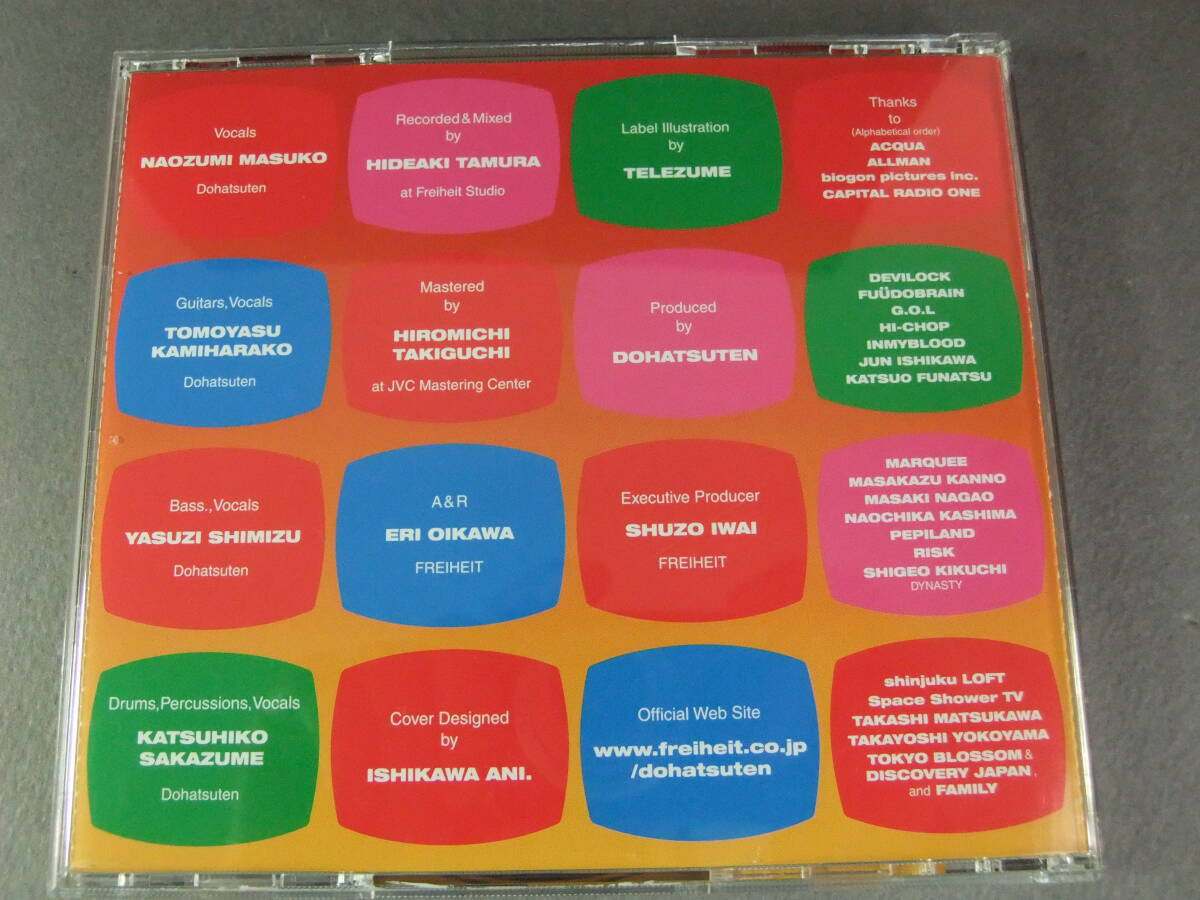 Vocals
NAOZUMI MASUKO
Dohatsuten
Recorded & Mixed
by
HIDEAKI TAMURA
at Freiheit Studio
Label Illustration
by
TELEZUME
Thanks
to
(Alphabetical order)
ACQUA
ALLMAN
biogon pictures Inc.
CAPITAL RADIO ONE
Guitars, Vocals
TOMOYASU
KAMIHARAKO
Dohatsuten
Mastered
by
HIROMICHI
TAKIGUCHI
at JVC Mastering Center
Produced
by
DOHATSUTEN
DEVILOCK
FUÜDOBRAIN
G.O.L
HI-CHOP
INMYBLOOD
JUN ISHIKAWA
KATSUO FUNATSU
Bass., Vocals
YASUZI SHIMIZU
Dohatsuten
A & R
ERI OIKAWA
FREIHEIT
Executive Producer
SHUZO IWAI
FREIHEIT
MARQUEE
MASAKAZU KANNO
MASAKI NAGAO
NAOCHIKA KASHIMA
PEPILAND
RISK
SHIGEO KIKUCHI
DYNASTY
Drums, Percussions, Vocals
KATSUHIKO
SAKAZUME
Dohatsuten
Cover Designed
by
ISHIKAWA ANI.
Official Web Site
www.freiheit.co.jp
/dohatsuten
shinjuku LOFT
Space Shower TV
TAKASHI MATSUKAWA
TAKAYOSHI YOKOYAMA
TOKYO BLOSSOM &
DISCOVERY JAPAN,
and FAMILY